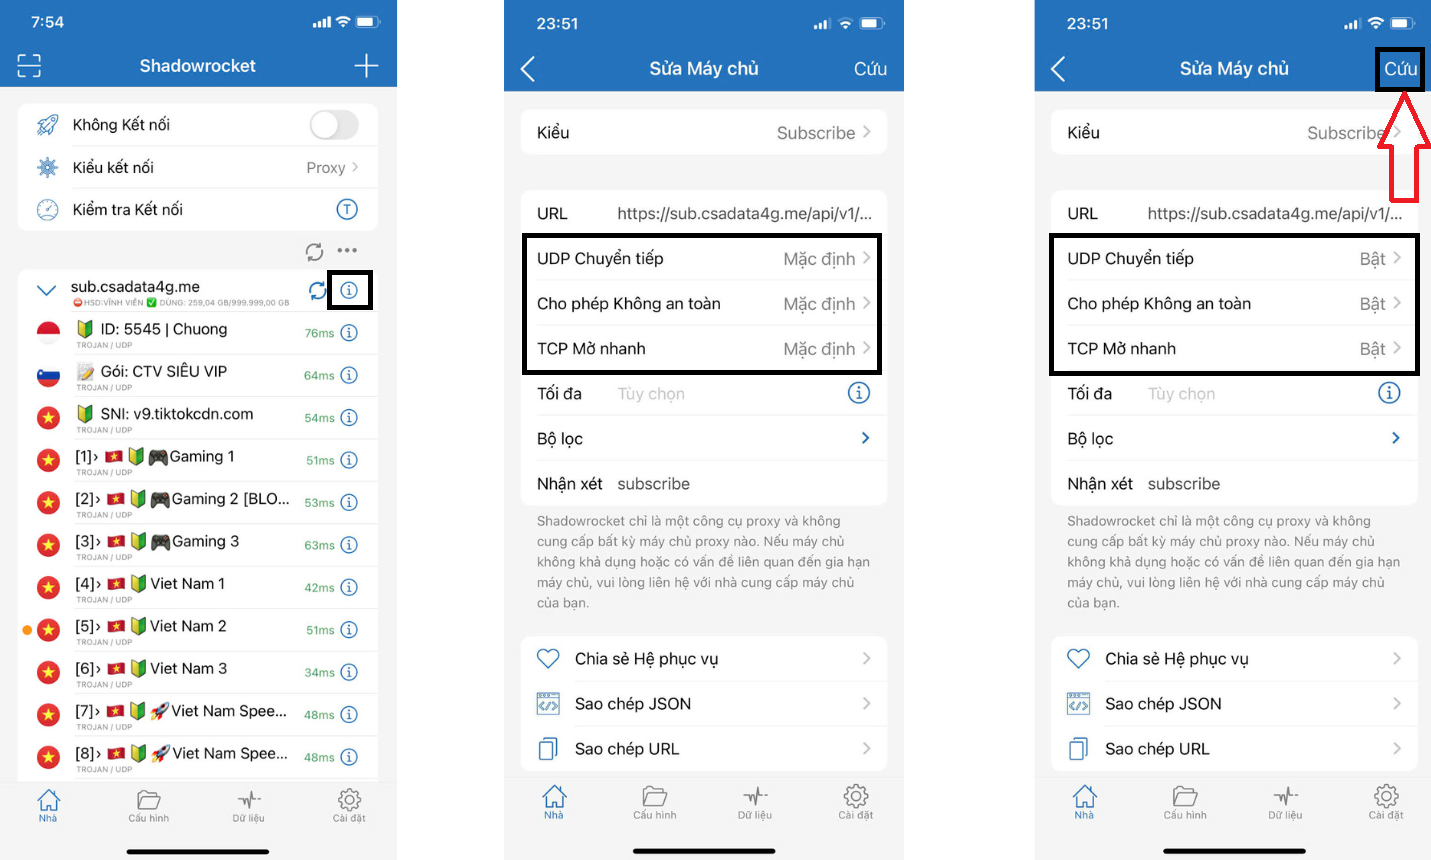 7:54
Shadowrocket
Không Kết nối
Kiểu kết nối Proxy
Kiểm tra Kết nối T
sub.csadata4g.me
HSD:VĨNH VIỄN ✅ DÙNG: 259,04 GB/999.999,00 GB
ID: 5545 | Chuong 76ms
TROJAN / UDP
Gói: CTV SIÊU VIP 64ms
TROJAN / UDP
SNI: v9.tiktokcdn.com 54ms
TROJAN / UDP
[1]› Gaming 1 51ms
TROJAN / UDP
[2]› Gaming 2 [BLO... 53ms
TROJAN / UDP
[3]› Gaming 3 63ms
TROJAN / UDP
[4]› Viet Nam 1 42ms
TROJAN / UDP
[5]› Viet Nam 2 51ms
TROJAN / UDP
[6]› Viet Nam 3 34ms
TROJAN / UDP
[7]› Viet Nam Spee... 48ms
TROJAN / UDP
[8]› Viet Nam Spee... 48ms
TROJAN / UDP
Nhà Cấu hình Dữ liệu Cài đặt
23:51
Sửa Máy chủ Cứu
Kiểu Subscribe
URL https://sub.csadata4g.me/api/v1/...
UDP Chuyển tiếp Mặc định
Cho phép Không an toàn Mặc định
TCP Mở nhanh Mặc định
Tối đa Tùy chọn
Bộ lọc
Nhận xét subscribe
Shadowrocket chỉ là một công cụ proxy và không
cung cấp bất kỳ máy chủ proxy nào. Nếu máy chủ
không khả dụng hoặc có vấn đề liên quan đến gia hạn
máy chủ, vui lòng liên hệ với nhà cung cấp máy chủ
của bạn.
Chia sẻ Hệ phục vụ
Sao chép JSON
Sao chép URL
Nhà Cấu hình Dữ liệu Cài đặt
23:51
Sửa Máy chủ Cứu
Kiểu Subscribe
URL https://sub.csadata4g.me/api/v1/...
UDP Chuyển tiếp Bật
Cho phép Không an toàn Bật
TCP Mở nhanh Bật
Tối đa Tùy chọn
Bộ lọc
Nhận xét subscribe
Shadowrocket chỉ là một công cụ proxy và không
cung cấp bất kỳ máy chủ proxy nào. Nếu máy chủ
không khả dụng hoặc có vấn đề liên quan đến gia hạn
máy chủ, vui lòng liên hệ với nhà cung cấp máy chủ
của bạn.
Chia sẻ Hệ phục vụ
Sao chép JSON
Sao chép URL
Nhà Cấu hình Dữ liệu Cài đặt